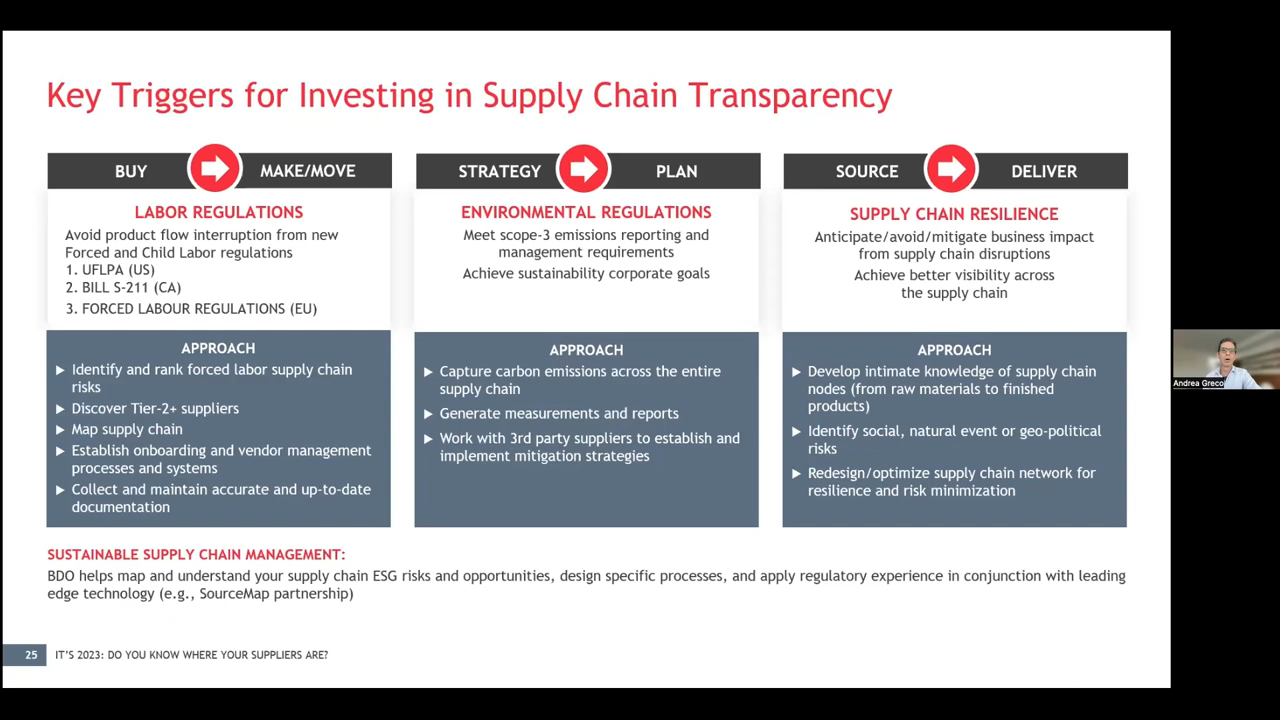 Key Triggers for Investing in Supply Chain Transparency
BUY
MAKE/MOVE
LABOR REGULATIONS
Avoid product flow interruption from new
Forced and Child Labor regulations
1. UFLPA (US)
2. BILL S-211 (CA)
3. FORCED LABOUR REGULATIONS (EU)
APPROACH
Identify and rank forced labor supply chain
risks
Discover Tier-2+ suppliers
Map supply chain
Establish onboarding and vendor management
processes and systems
Collect and maintain accurate and up-to-date
documentation
STRATEGY
PLAN
ENVIRONMENTAL REGULATIONS
Meet scope-3 emissions reporting and
management requirements
Achieve sustainability corporate goals
APPROACH
Capture carbon emissions across the entire
supply chain
Generate measurements and reports
Work with 3rd party suppliers to establish and
implement mitigation strategies
SOURCE
DELIVER
SUPPLY CHAIN RESILIENCE
Anticipate/avoid/mitigate business impact
from supply chain disruptions
Achieve better visibility across
the supply chain
APPROACH
Develop intimate knowledge of supply chain
nodes (from raw materials to finished
products)
Identify social, natural event or geo-political
risks
Redesign/optimize supply chain network for
resilience and risk minimization
SUSTAINABLE SUPPLY CHAIN MANAGEMENT:
BDO helps map and understand your supply chain ESG risks and opportunities, design specific processes, and apply regulatory experience in conjunction with leading
edge technology (e.g., SourceMap partnership)
25
IT'S 2023: DO YOU KNOW WHERE YOUR SUPPLIERS ARE?
Andrea Greco